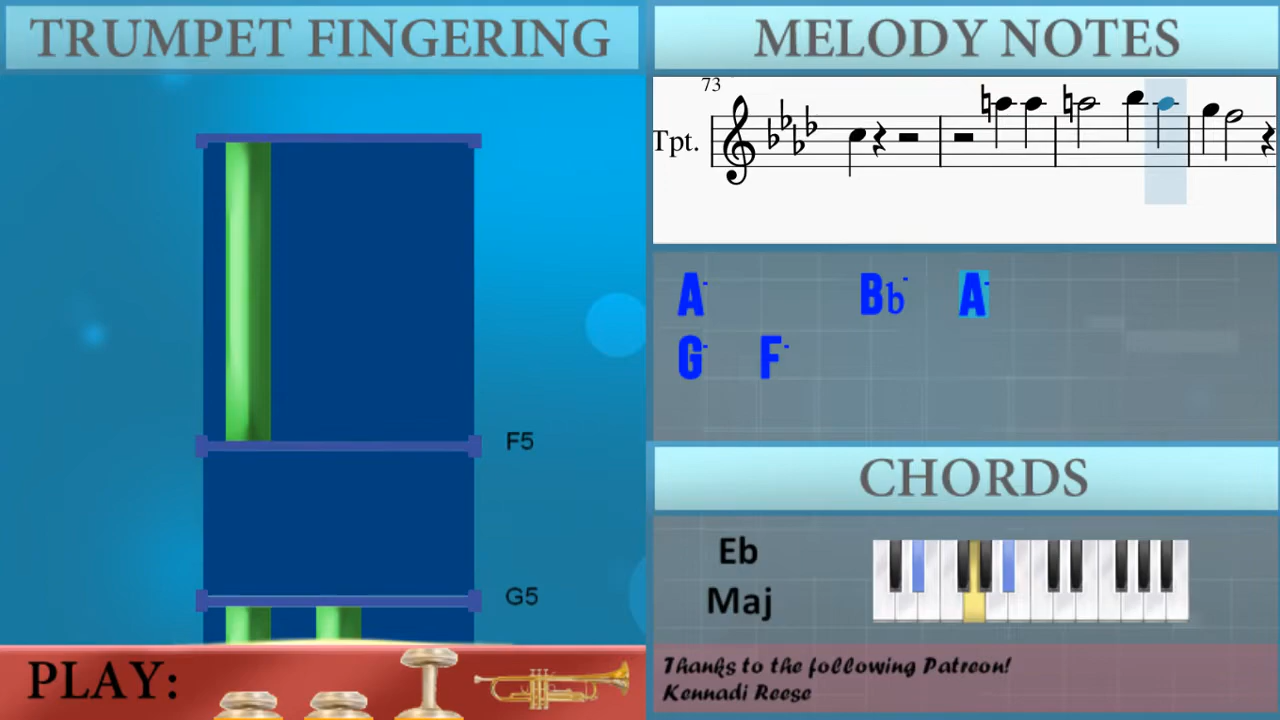 TRUMPET FINGERING
MELODY NOTES
73
Tpt.
A- Bb- A-
G- F-
F5
G5
CHORDS
Eb
Maj
PLAY:
Thanks to the following Patreon!
Kennadi Reese